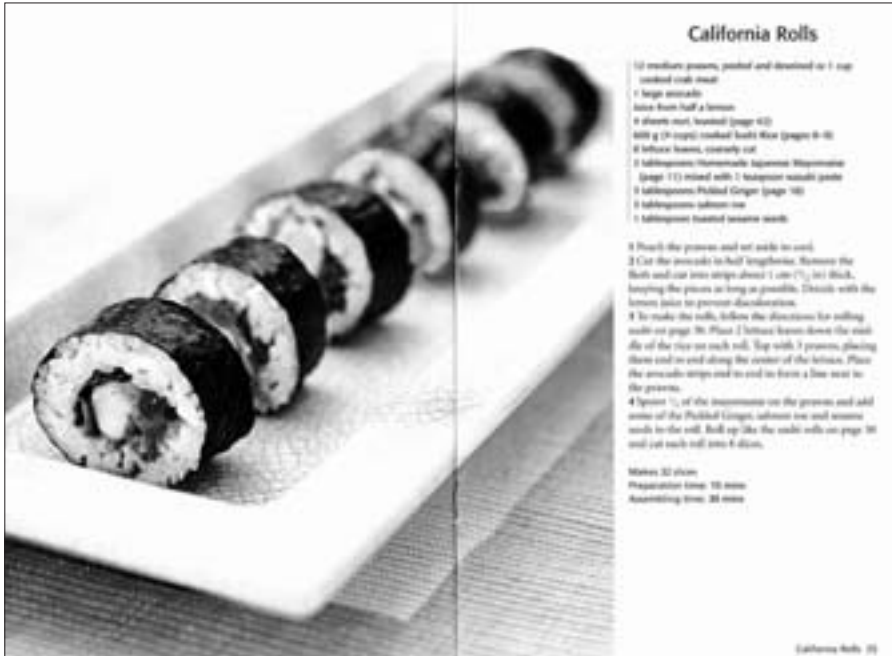 California Rolls
12 medium prawns, peeled and deveined or 1 cup
cooked crab meat
1 large avocado
Juice from half a lemon
4 sheets nori, toasted (page 42)
600 g (4 cups) cooked Sushi Rice (pages 8–9)
8 lettuce leaves, coarsely cut
3 tablespoons Homemade Japanese Mayonnaise
(page 11) mixed with 1 teaspoon wasabi paste
3 tablespoons Pickled Ginger (page 10)
3 tablespoons salmon roe
1 tablespoon toasted sesame seeds
1 Poach the prawns and set aside to cool.
2 Cut the avocado in half lengthwise. Remove the
flesh and cut into strips about 1 cm (1/2 in) thick,
keeping the pieces as long as possible. Drizzle with the
lemon juice to prevent discoloration.
3 To make the rolls, follow the directions for rolling
sushi on page 30. Place 2 lettuce leaves down the mid-
dle of the rice on each roll. Top with 3 prawns, placing
them end to end along the center of the lettuce. Place
the avocado strips end to end to form a line next to
the prawns.
4 Spoon 1/4 of the mayonnaise on the prawns and add
some of the Pickled Ginger, salmon roe and sesame
seeds to the roll. Roll up like the sushi rolls on page 30
and cut each roll into 8 slices.
Makes 32 slices
Preparation time: mins
Assembling time: mins
California Rolls